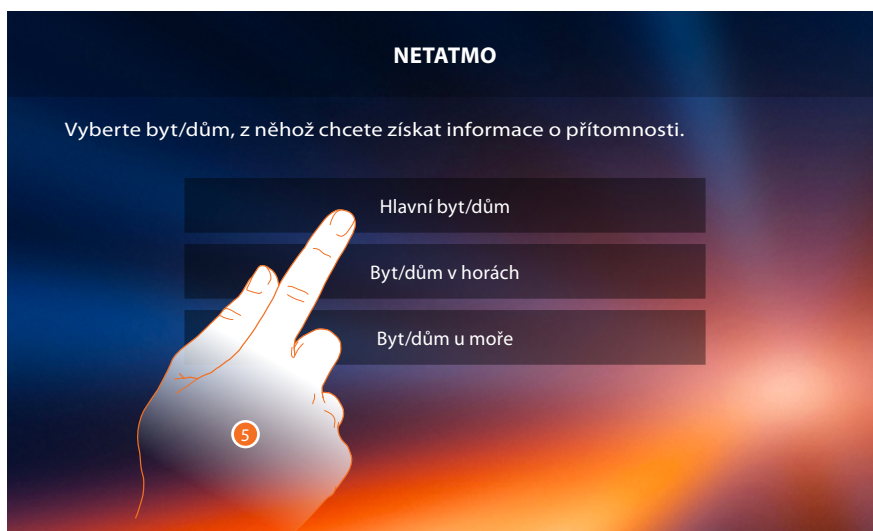 NETATMO
Vyberte byt/dům, z něhož chcete získat informace o přítomnosti.
Hlavní byt/dům
Byt/dům v horách
Byt/dům u moře
5